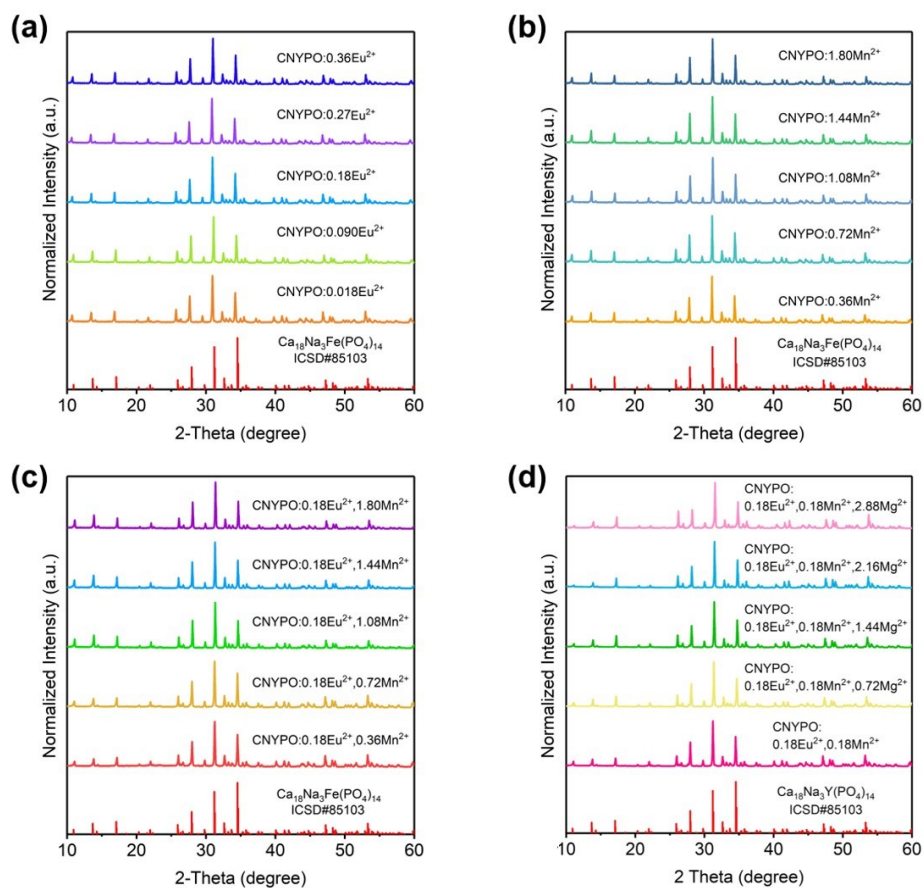 (a)
Normalized Intensity (a.u.)
CNYPO:0.36Eu²⁺
CNYPO:0.27Eu²⁺
CNYPO:0.18Eu²⁺
CNYPO:0.090Eu²⁺
CNYPO:0.018Eu²⁺
Ca₁₈Na₃Fe(PO₄)₁₄
ICSD#85103
10 20 30 40 50 60
2-Theta (degree)
(b)
Normalized Intensity (a.u.)
CNYPO:1.80Mn²⁺
CNYPO:1.44Mn²⁺
CNYPO:1.08Mn²⁺
CNYPO:0.72Mn²⁺
CNYPO:0.36Mn²⁺
Ca₁₈Na₃Fe(PO₄)₁₄
ICSD#85103
10 20 30 40 50 60
2-Theta (degree)
(c)
Normalized Intensity (a.u.)
CNYPO:0.18Eu²⁺,1.80Mn²⁺
CNYPO:0.18Eu²⁺,1.44Mn²⁺
CNYPO:0.18Eu²⁺,1.08Mn²⁺
CNYPO:0.18Eu²⁺,0.72Mn²⁺
CNYPO:0.18Eu²⁺,0.36Mn²⁺
Ca₁₈Na₃Fe(PO₄)₁₄
ICSD#85103
10 20 30 40 50 60
2-Theta (degree)
(d)
Normalized Intensity (a.u.)
CNYPO:
0.18Eu²⁺,0.18Mn²⁺,2.88Mg²⁺
CNYPO:
0.18Eu²⁺,0.18Mn²⁺,2.16Mg²⁺
CNYPO:
0.18Eu²⁺,0.18Mn²⁺,1.44Mg²⁺
CNYPO:
0.18Eu²⁺,0.18Mn²⁺,0.72Mg²⁺
CNYPO:
0.18Eu²⁺,0.18Mn²⁺
Ca₁₈Na₃Y(PO₄)₁₄
ICSD#85103
10 20 30 40 50 60
2 Theta (degree)